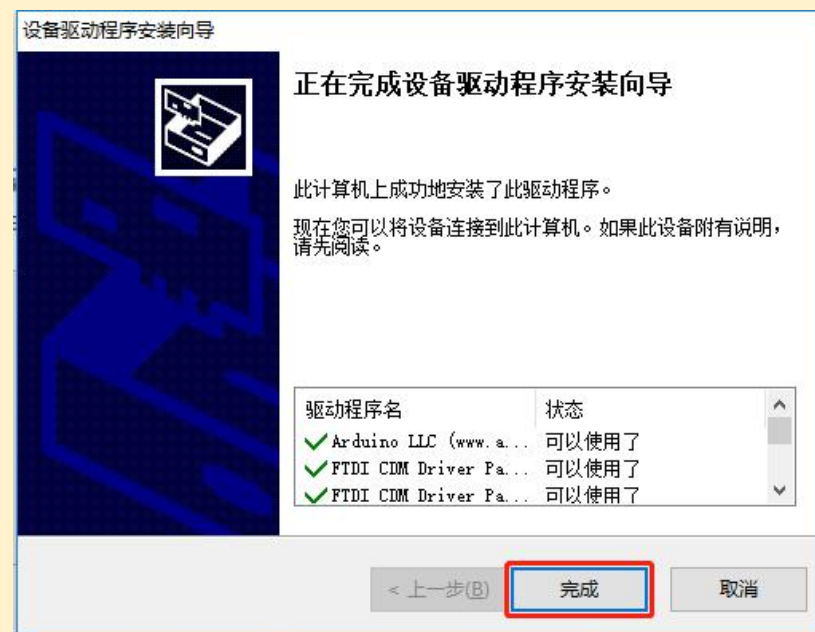 设备驱动程序安装向导
正在完成设备驱动程序安装向导
此计算机上成功地安装了此驱动程序。
现在您可以将设备连接到此计算机。如果此设备附有说明，
请先阅读。
驱动程序名 状态
Arduino LLC (www.a... 可以使用了
FTDI CDM Driver Pa... 可以使用了
FTDI CDM Driver Pa... 可以使用了
< 上一步(B) 完成 取消